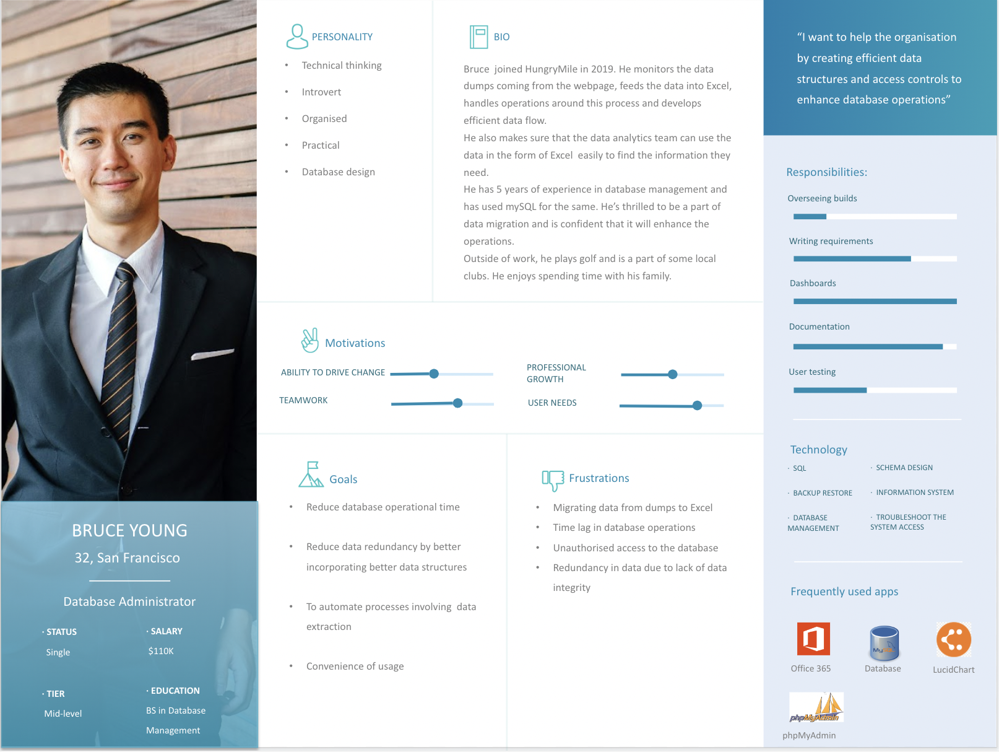 PERSONALITY
• Technical thinking
• Introvert
• Organised
• Practical
• Database design
BIO
Bruce joined HungryMile in 2019. He monitors the data
dumps coming from the webpage, feeds the data into Excel,
handles operations around this process and develops
efficient data flow.
He also makes sure that the data analytics team can use the
data in the form of Excel easily to find the information they
need.
He has 5 years of experience in database management and
has used mySQL for the same. He’s thrilled to be a part of
data migration and is confident that it will enhance the
operations.
Outside of work, he plays golf and is a part of some local
clubs. He enjoys spending time with his family.
“I want to help the organisation
by creating efficient data
structures and access controls to
enhance database operations”
Motivations
ABILITY TO DRIVE CHANGE
TEAMWORK
PROFESSIONAL
GROWTH
USER NEEDS
Goals
• Reduce database operational time
• Reduce data redundancy by better
incorporating better data structures
• To automate processes involving data
extraction
• Convenience of usage
Frustrations
• Migrating data from dumps to Excel
• Time lag in database operations
• Unauthorised access to the database
• Redundancy in data due to lack of data
integrity
BRUCE YOUNG
32, San Francisco
Database Administrator
· STATUS
Single
· SALARY
$110K
· TIER
Mid-level
· EDUCATION
BS in Database
Management
Responsibilities:
Overseeing builds
Writing requirements
Dashboards
Documentation
User testing
Technology
· SQL
· SCHEMA DESIGN
· BACKUP RESTORE
· INFORMATION SYSTEM
· DATABASE
MANAGEMENT
· TROUBLESHOOT THE
SYSTEM ACCESS
Frequently used apps
Office 365
MySQL
Database
LucidChart
phpMyAdmin
phpMyAdmin